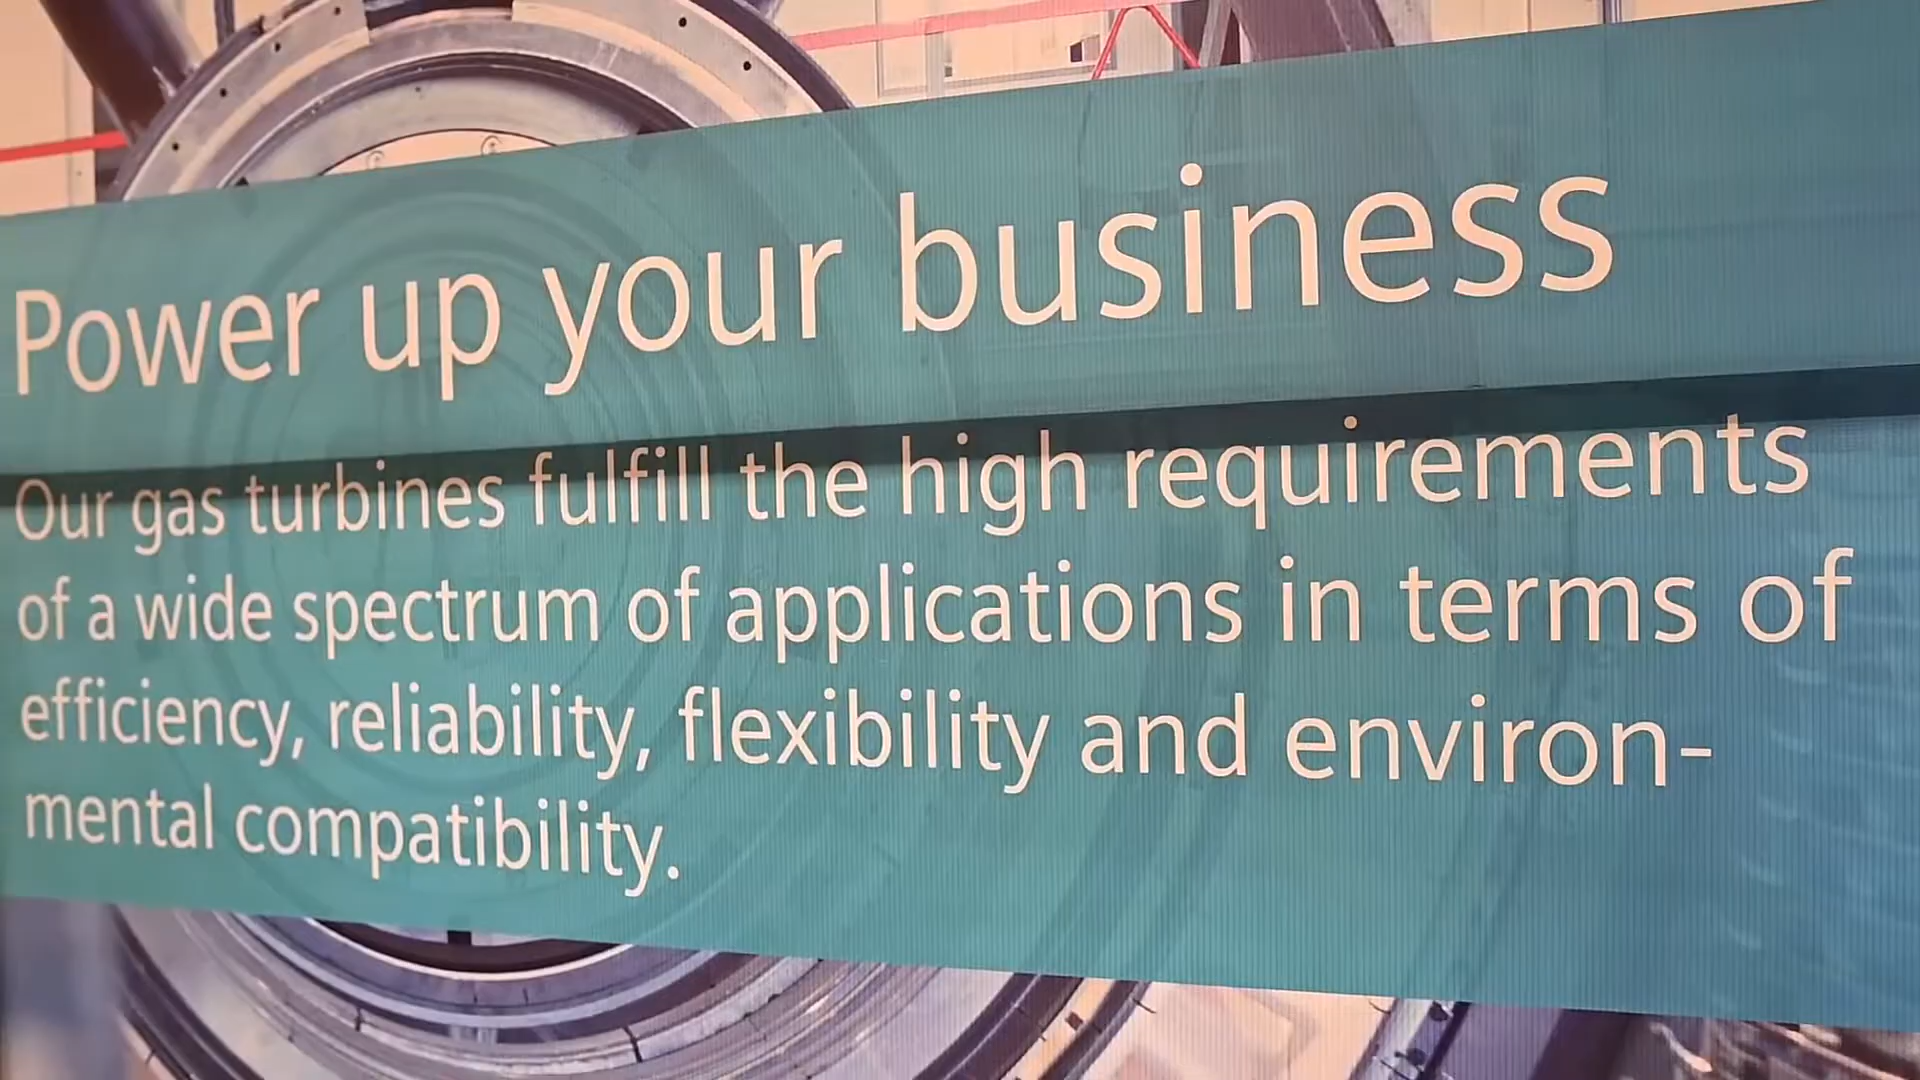 Power up your business
Our gas turbines fulfill the high requirements
of a wide spectrum of applications in terms of
efficiency, reliability, flexibility and environ-
mental compatibility.